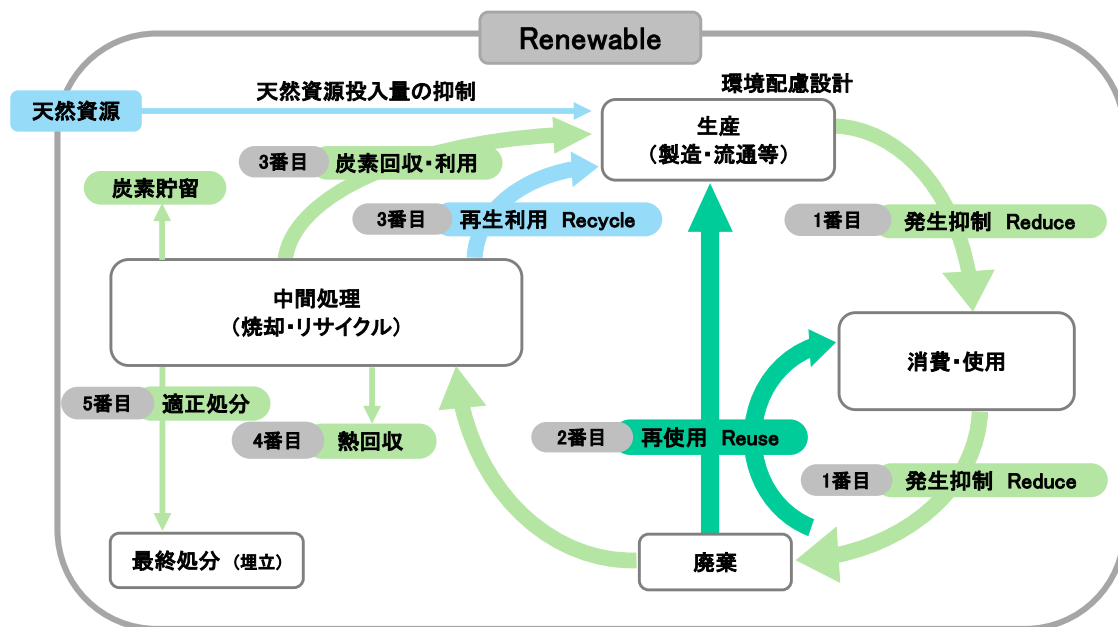 Renewable
天然資源
天然資源投入量の抑制
環境配慮設計
生産
（製造・流通等）
3番目
炭素回収・利用
炭素貯留
3番目
再生利用 Recycle
1番目
発生抑制 Reduce
中間処理
（焼却・リサイクル）
消費・使用
5番目
適正処分
4番目
熱回収
2番目
再使用 Reuse
1番目
発生抑制 Reduce
最終処分（埋立）
廃棄